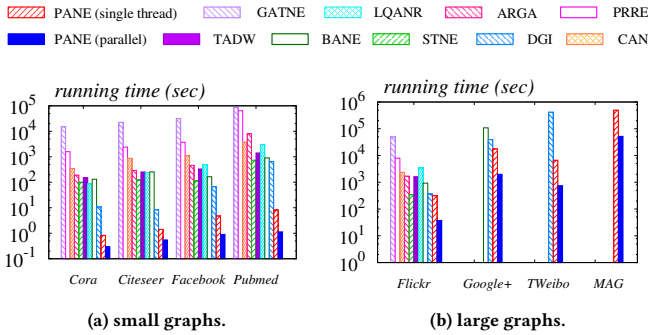 PANE (single thread) GATNE LQANR ARGA PRRE
PANE (parallel) TADW BANE STNE DGI CAN
running time (sec)
10^5
10^4
10^3
10^2
10^1
10^0
10^-1
Cora Citeseer Facebook Pubmed
(a) small graphs.
running time (sec)
10^6
10^5
10^4
10^3
10^2
10^1
10^0
Flickr Google+ TWeibo MAG
(b) large graphs.